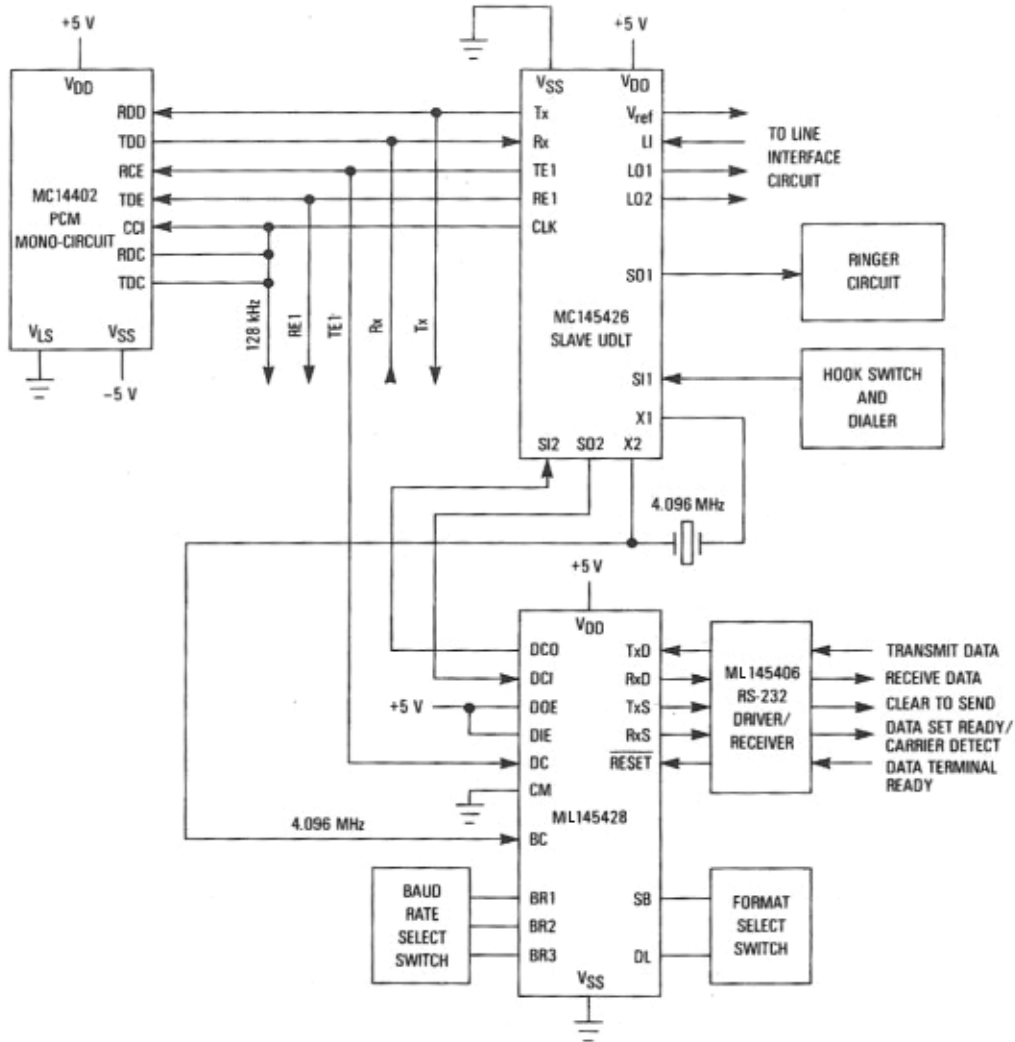 +5 V
VDD
RDD
TDD
RCE
TDE
CCI
RDC
TDC
MC14402
PCM
MONO-CIRCUIT
VLS
VSS
-5 V
128 kHz
RE1
TE1
Rx
Tx
+5 V
VSS
VDD
Tx
Rx
TE1
RE1
CLK
Vref
LI
LO1
LO2
SO1
MC145426
SLAVE UDLT
SI1
X1
SI2
SO2
X2
TO LINE
INTERFACE
CIRCUIT
RINGER
CIRCUIT
HOOK SWITCH
AND
DIALER
4.096 MHz
+5 V
VDD
DCO
DCI
DOE
DIE
DC
CM
BC
BR1
BR2
BR3
+5 V
4.096 MHz
ML145428
TxD
RxD
TxS
RxS
RESET
SB
DL
VSS
ML145406
RS-232
DRIVER/
RECEIVER
TRANSMIT DATA
RECEIVE DATA
CLEAR TO SEND
DATA SET READY/
CARRIER DETECT
DATA TERMINAL
READY
BAUD
RATE
SELECT
SWITCH
FORMAT
SELECT
SWITCH